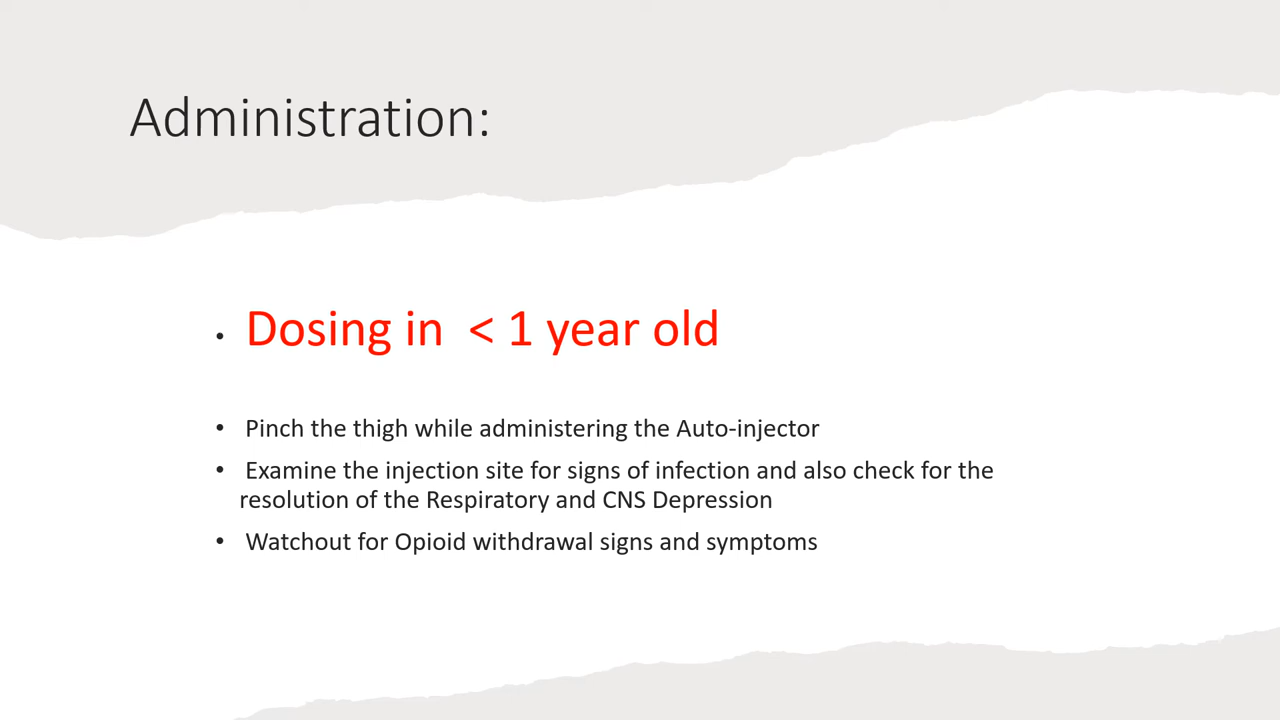 Administration:
• Dosing in  < 1 year old
• Pinch the thigh while administering the Auto-injector
• Examine the injection site for signs of infection and also check for the
resolution of the Respiratory and CNS Depression
• Watchout for Opioid withdrawal signs and symptoms